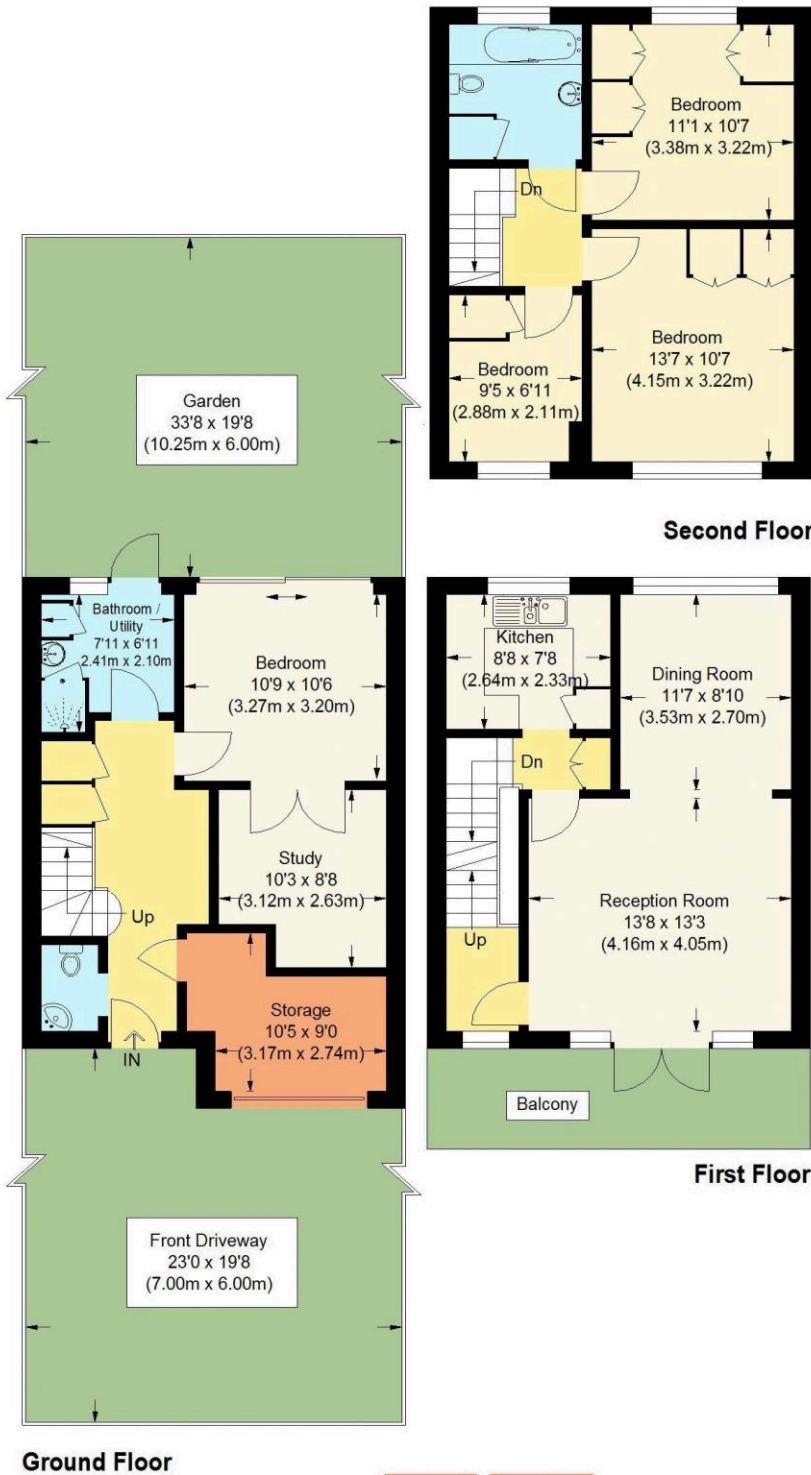 Bedroom
11'1 x 10'7
(3.38m x 3.22m)
Dn
Bedroom
13'7 x 10'7
(4.15m x 3.22m)
Bedroom
9'5 x 6'11
(2.88m x 2.11m)
Second Floor
Garden
33'8 x 19'8
(10.25m x 6.00m)
Bathroom /
Utility
7'11 x 6'11
2.41m x 2.10m)
Bedroom
10'9 x 10'6
(3.27m x 3.20m)
Study
10'3 x 8'8
(3.12m x 2.63m)
Up
Storage
10'5 x 9'0
(3.17m x 2.74m)
IN
Front Driveway
23'0 x 19'8
(7.00m x 6.00m)
Ground Floor
Kitchen
8'8 x 7'8
(2.64m x 2.33m)
Dining Room
11'7 x 8'10
(3.53m x 2.70m)
Dn
Reception Room
13'8 x 13'3
(4.16m x 4.05m)
Up
Balcony
First Floor